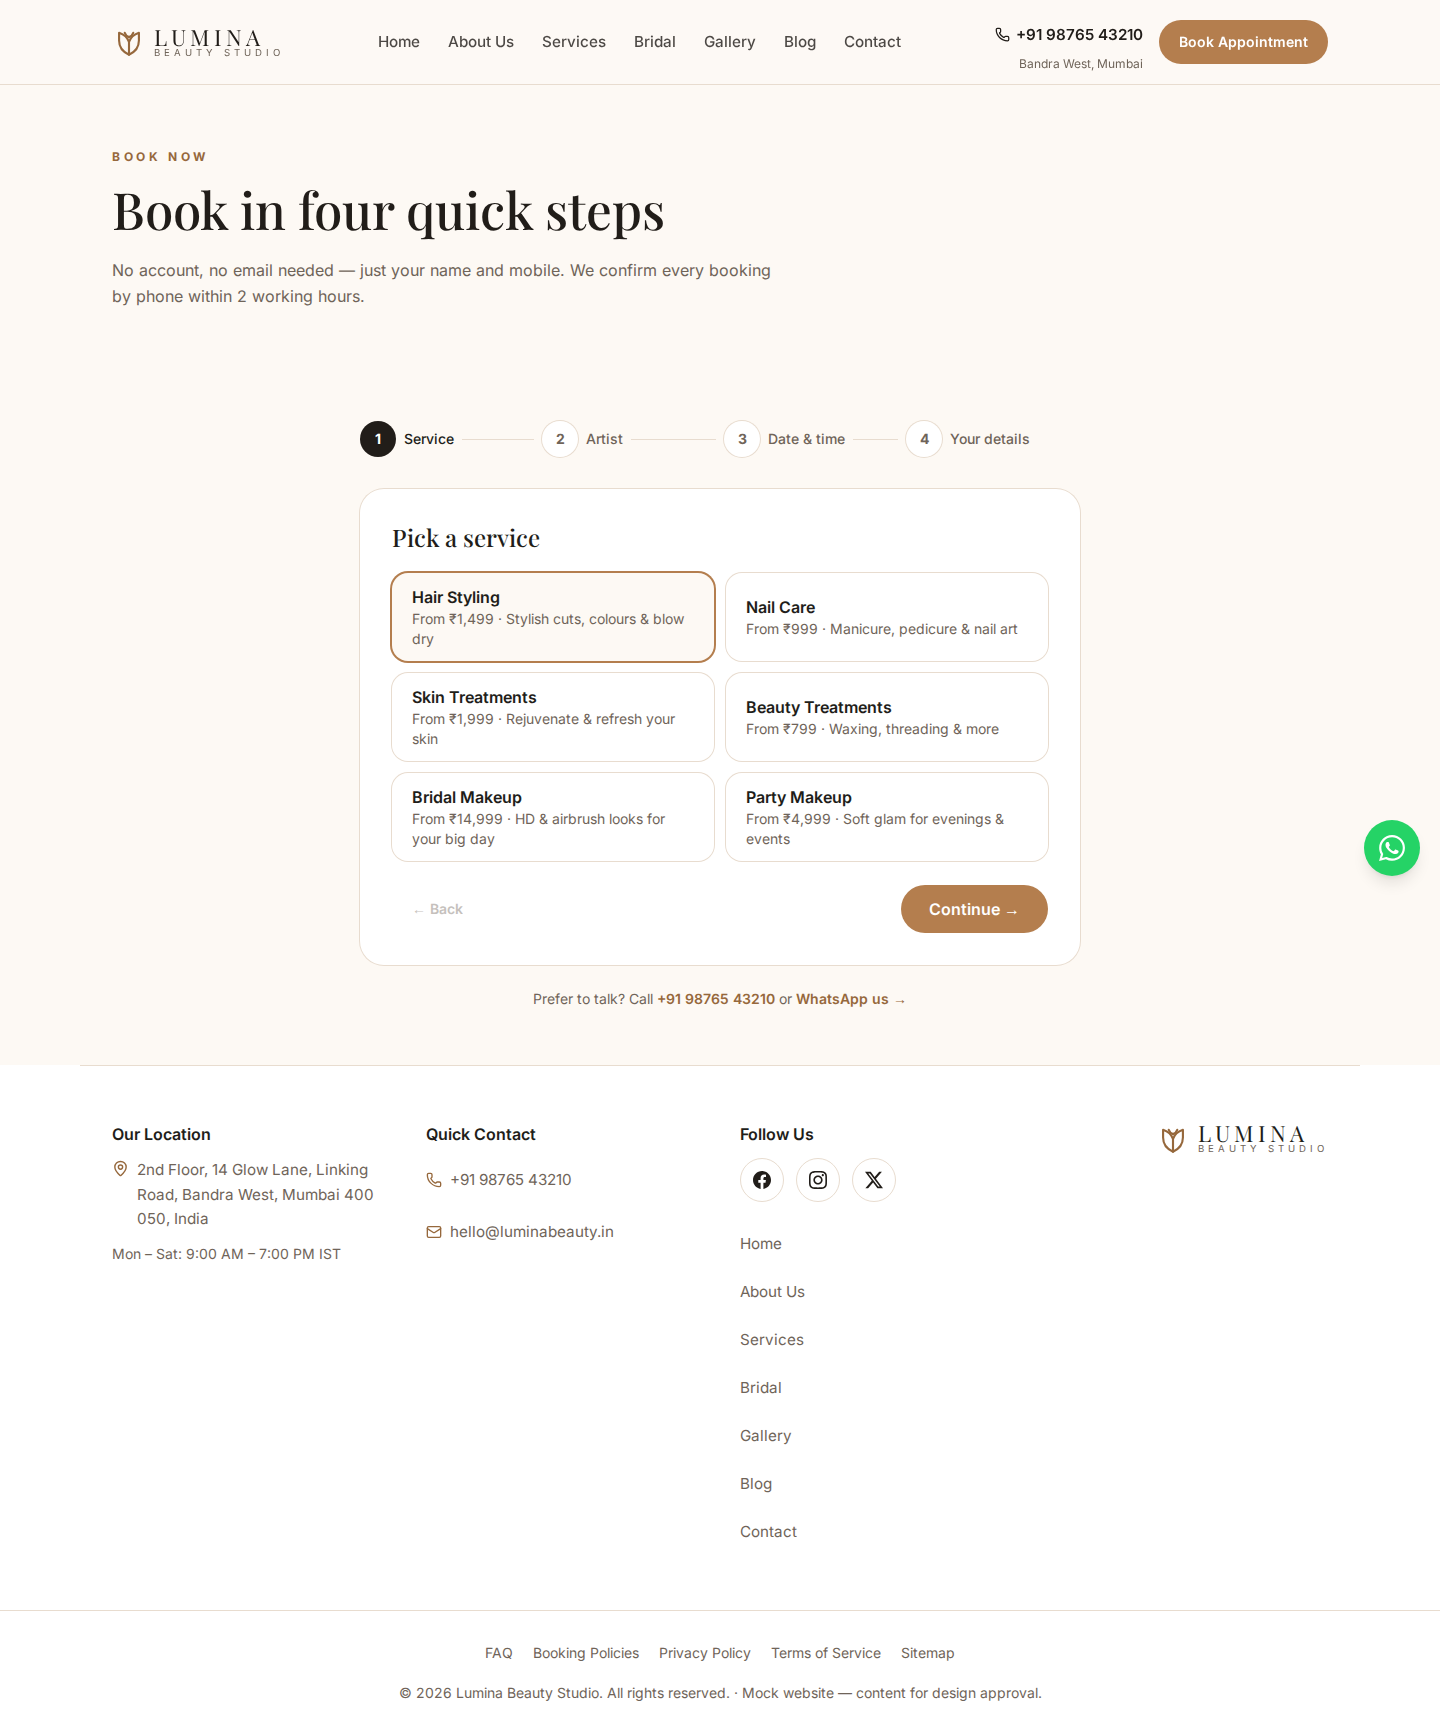 LUMINA
BEAUTY STUDIO
Home
About Us
Services
Bridal
Gallery
Blog
Contact
+91 98765 43210
Bandra West, Mumbai
Book Appointment
BOOK NOW
Book in four quick steps
No account, no email needed — just your name and mobile. We confirm every booking
by phone within 2 working hours.
1 Service
2 Artist
3 Date & time
4 Your details
Pick a service
Hair Styling
From ₹1,499 · Stylish cuts, colours & blow
dry
Nail Care
From ₹999 · Manicure, pedicure & nail art
Skin Treatments
From ₹1,999 · Rejuvenate & refresh your
skin
Beauty Treatments
From ₹799 · Waxing, threading & more
Bridal Makeup
From ₹14,999 · HD & airbrush looks for
your big day
Party Makeup
From ₹4,999 · Soft glam for evenings &
events
← Back
Continue →
Prefer to talk? Call +91 98765 43210 or WhatsApp us →
Our Location
2nd Floor, 14 Glow Lane, Linking
Road, Bandra West, Mumbai 400
050, India
Mon – Sat: 9:00 AM – 7:00 PM IST
Quick Contact
+91 98765 43210
hello@luminabeauty.in
Follow Us
Home
About Us
Services
Bridal
Gallery
Blog
Contact
LUMINA
BEAUTY STUDIO
FAQ
Booking Policies
Privacy Policy
Terms of Service
Sitemap
© 2026 Lumina Beauty Studio. All rights reserved. · Mock website — content for design approval.